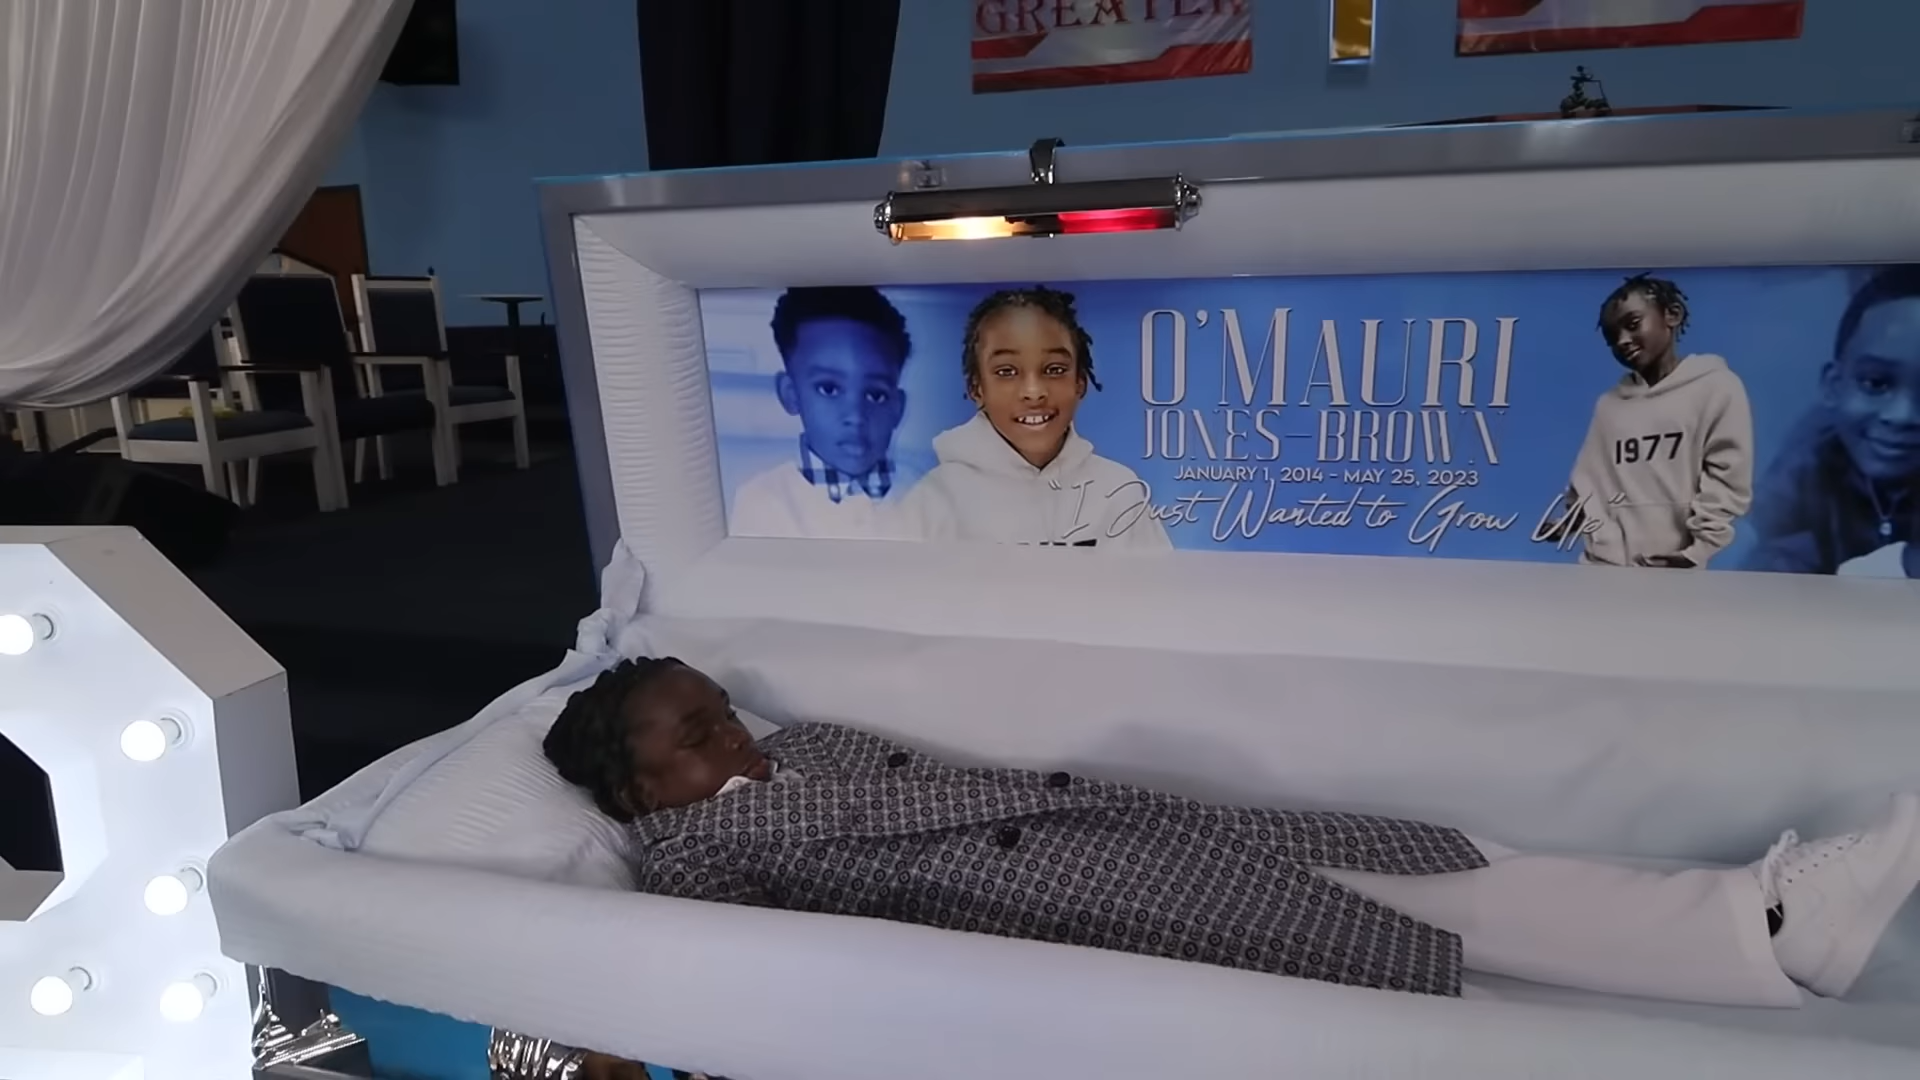 GREATER
O'MAURI
JONES-BROWN
JANUARY 1, 2014 - MAY 25, 2023
"I Just Wanted to Grow Up"
1977